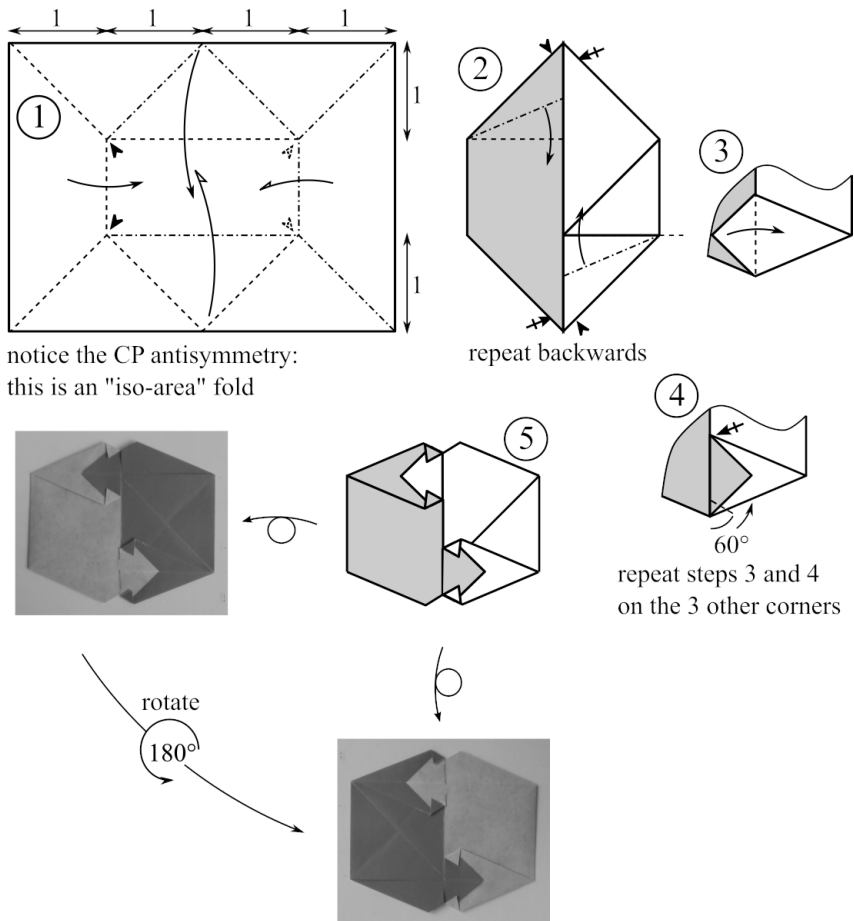 1 1 1 1
1
1
1
notice the CP antisymmetry:
this is an "iso-area" fold
2
repeat backwards
3
4
60°
repeat steps 3 and 4
on the 3 other corners
5
rotate
180°